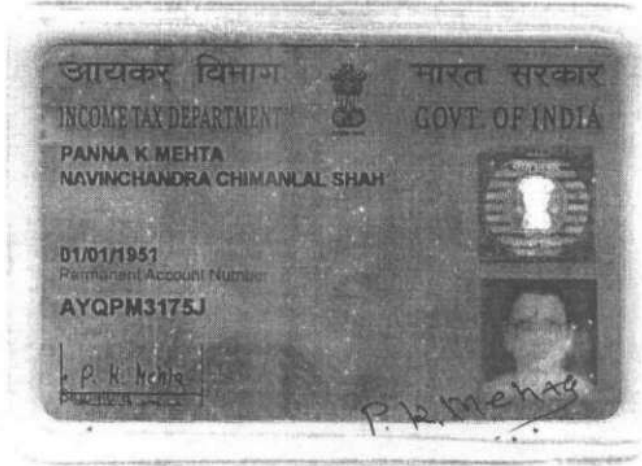 आयकर विभाग भारत सरकार
INCOME TAX DEPARTMENT GOVT. OF INDIA
PANNA K MEHTA
NAVINCHANDRA CHIMANLAL SHAH
01/01/1951
Permanent Account Number
AYQPM3175J
P. K. Mehta
P. K. Mehta